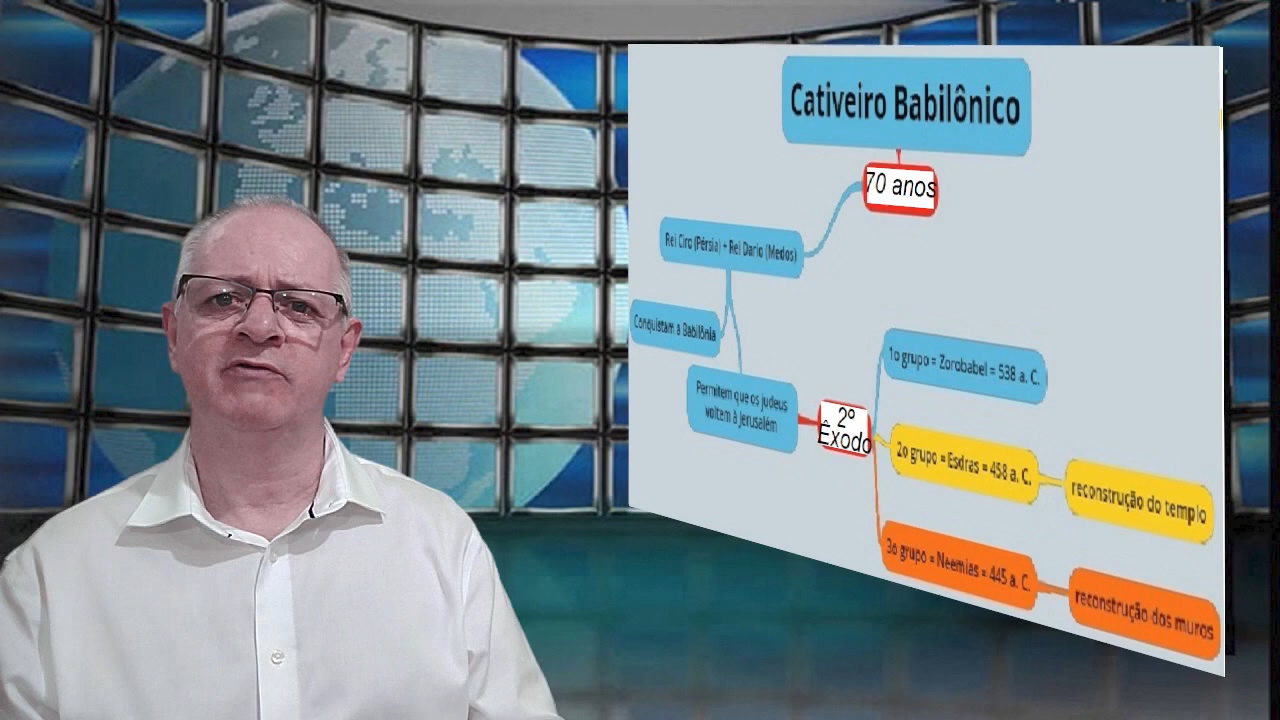 Cativeiro Babilônico
70 anos
Rei Ciro (Pérsia) + Rei Dario (Medos)
Conquistam a Babilônia
Permitem que os judeus
voltem à Jerusalém
2º
Êxodo
1o grupo = Zorobabel = 538 a. C.
2o grupo = Esdras = 458 a. C.
reconstrução do templo
3o grupo = Neemias = 445 a. C.
reconstrução dos muros